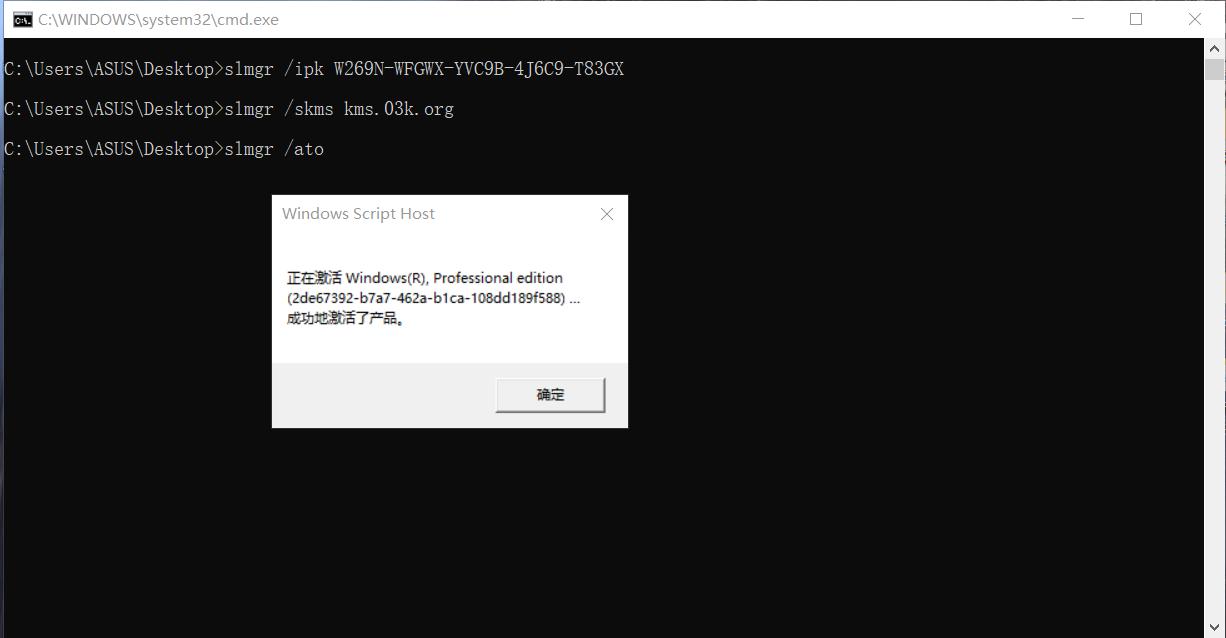 C:\WINDOWS\system32\cmd.exe
C:\Users\ASUS\Desktop>slmgr /ipk W269N-WFGWX-YVC9B-4J6C9-T83GX
C:\Users\ASUS\Desktop>slmgr /skms kms.03k.org
C:\Users\ASUS\Desktop>slmgr /ato
Windows Script Host
正在激活 Windows(R), Professional edition
(2de67392-b7a7-462a-b1ca-108dd189f588) ...
成功地激活了产品。
确定